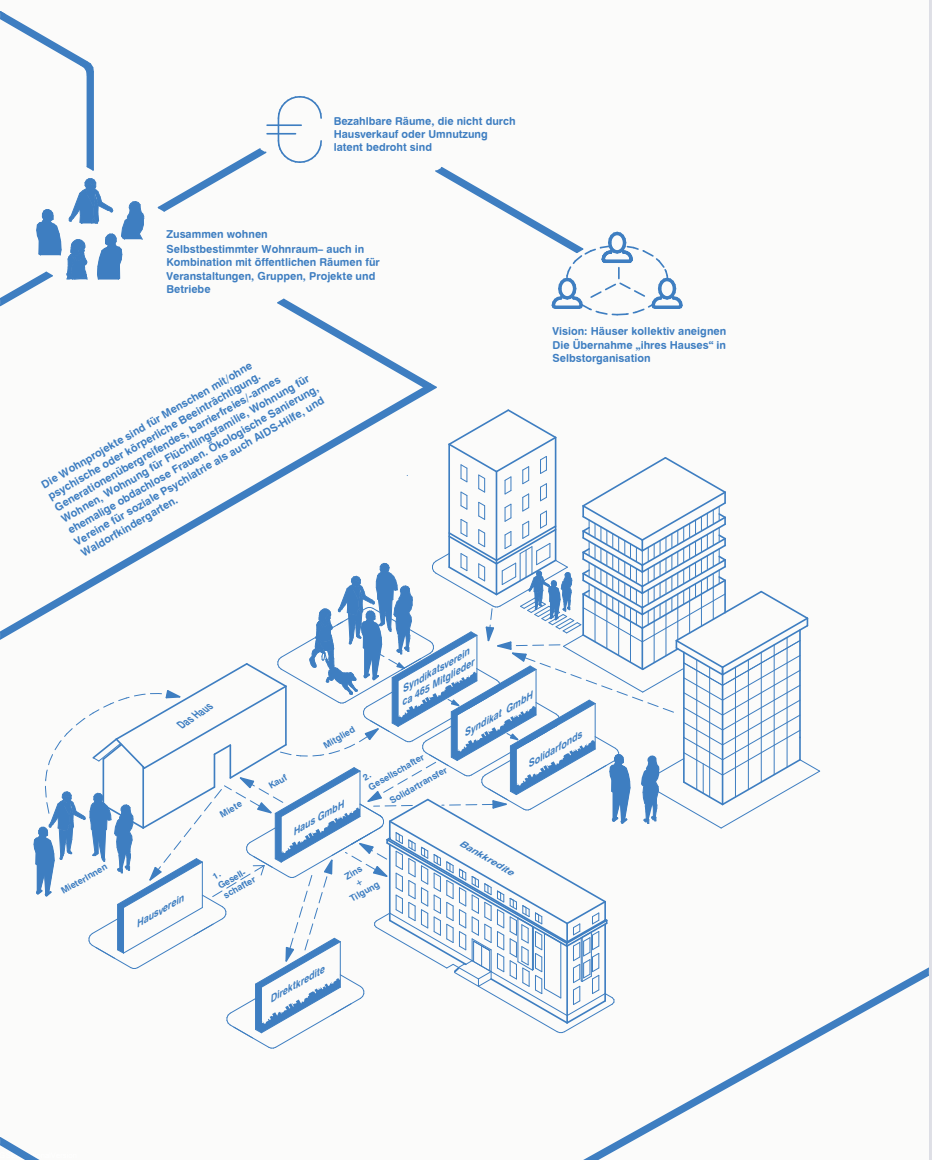 Bezahlbare Räume, die nicht durch
Hausverkauf oder Umnutzung
latent bedroht sind
Zusammen wohnen
Selbstbestimmter Wohnraum– auch in
Kombination mit öffentlichen Räumen für
Veranstaltungen, Gruppen, Projekte und
Betriebe
Vision: Häuser kollektiv aneignen
Die Übernahme „ihres Hauses“ in
Selbstorganisation
Die Wohnprojekte sind für Menschen mit/ohne
psychische oder körperliche Beeinträchtigung.
Generationenübergreifendes, barrierfreies/-armes
Wohnen, Wohnung für Flüchtlingsfamilie, Wohnung für
ehemalige obdachlose Frauen. Ökologische Sanierung,
Vereine für soziale Psychiatrie als auch AIDS-Hilfe, und
Waldorfkindergarten.
Syndikatsverein
ca 465 Mitglieder
Syndikat GmbH
Solidarfonds
Das Haus
Mitglied
2.
Gesellschafter
Solidartransfer
Kauf
Miete
Haus GmbH
Bankkredite
MieterInnen
1.
Gesell-
schafter
Zins
+
Tilgung
Hausverein
Direktkredite